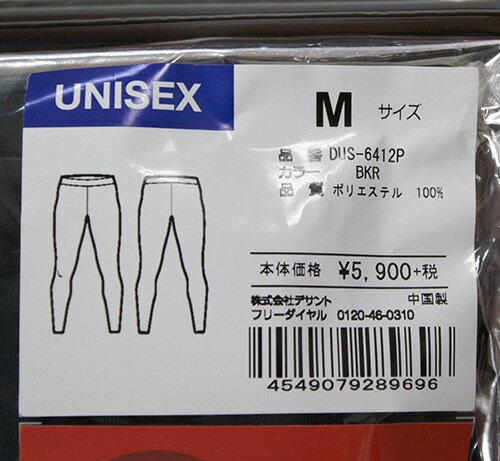 UNISEX
M サイズ
品 番 DUS-6412P
カラー BKR
品 質 ポリエステル 100%
本体価格 ¥5,900+税
株式会社デサント 中国製
フリーダイヤル 0120-46-0310
4549079289696